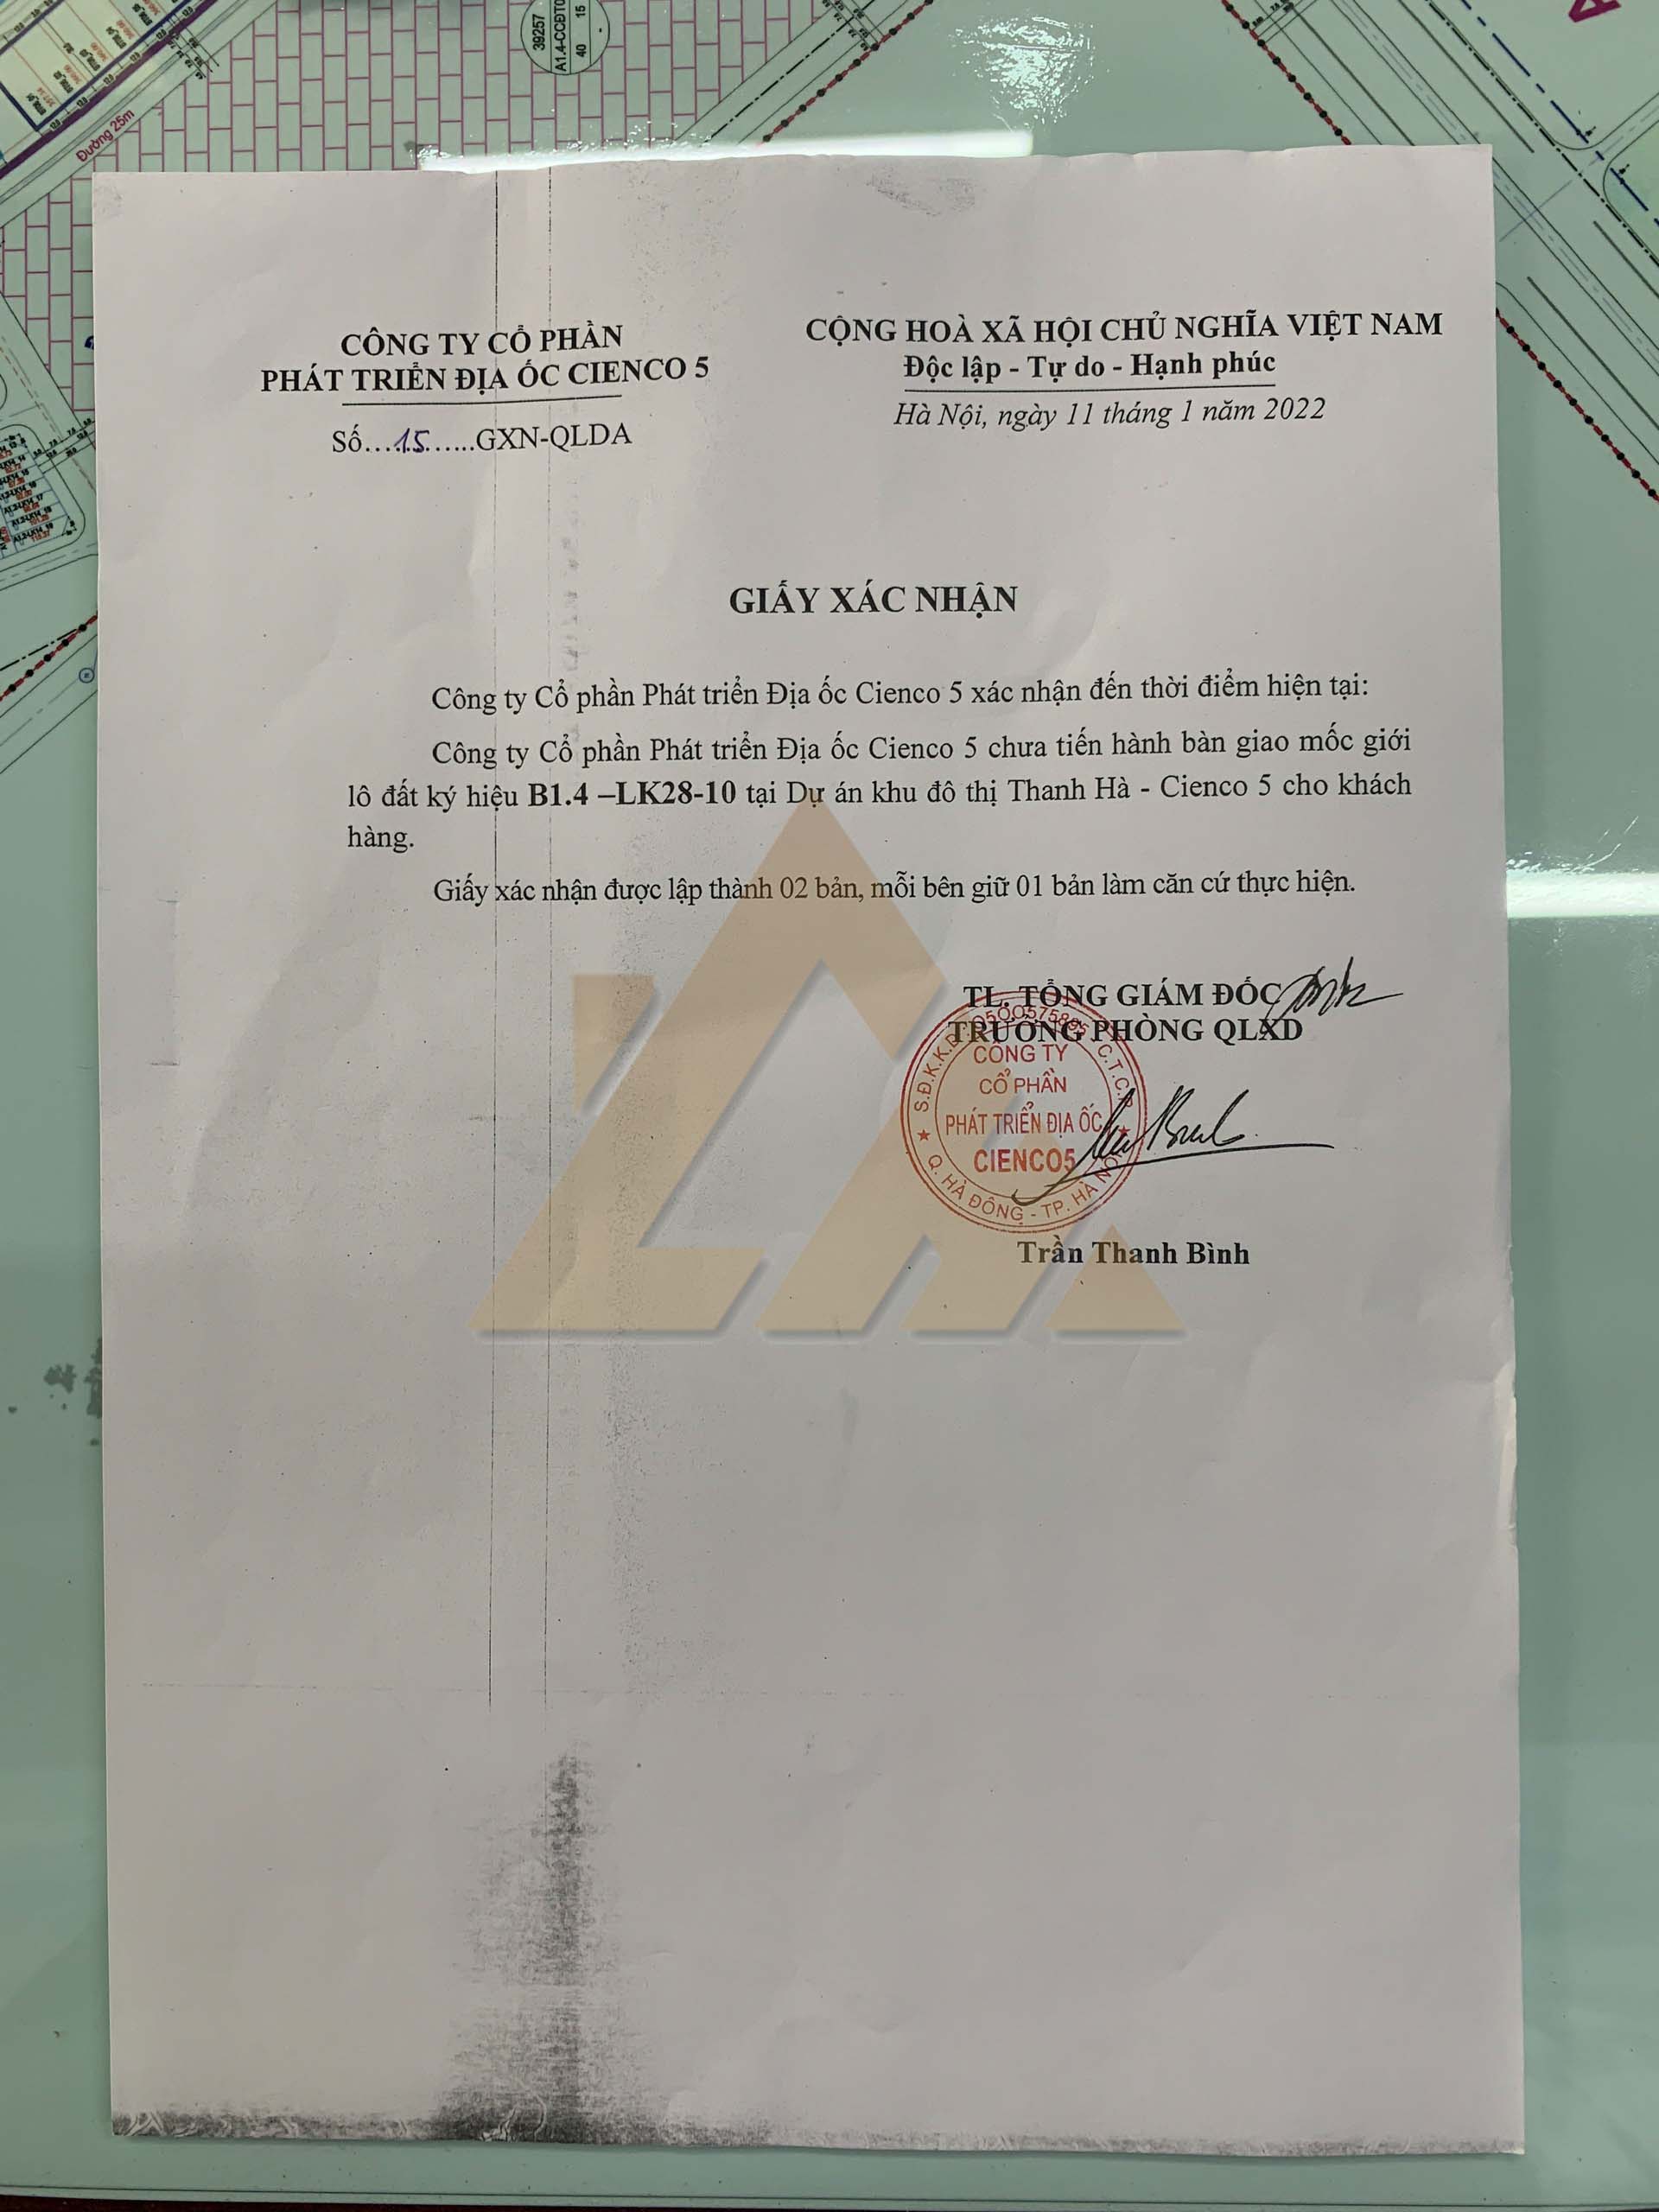 39257
A1.4-CCĐT0
40 15
Đường 25m
CÔNG TY CỔ PHẦN
PHÁT TRIỂN ĐỊA ỐC CIENCO 5
Số....15......GXN-QLDA
CỘNG HOÀ XÃ HỘI CHỦ NGHĨA VIỆT NAM
Độc lập - Tự do - Hạnh phúc
Hà Nội, ngày 11 tháng 1 năm 2022
GIẤY XÁC NHẬN
Công ty Cổ phần Phát triển Địa ốc Cienco 5 xác nhận đến thời điểm hiện tại:
Công ty Cổ phần Phát triển Địa ốc Cienco 5 chưa tiến hành bàn giao mốc giới
lô đất ký hiệu B1.4 –LK28-10 tại Dự án khu đô thị Thanh Hà - Cienco 5 cho khách
hàng.
Giấy xác nhận được lập thành 02 bản, mỗi bên giữ 01 bản làm căn cứ thực hiện.
TL. TỔNG GIÁM ĐỐC
TRƯỞNG PHÒNG QLXD
CÔNG TY
CỔ PHẦN
PHÁT TRIỂN ĐỊA ỐC
CIENCO5
Q. HÀ ĐÔNG - TP. HÀ NỘI
Trần Thanh Bình